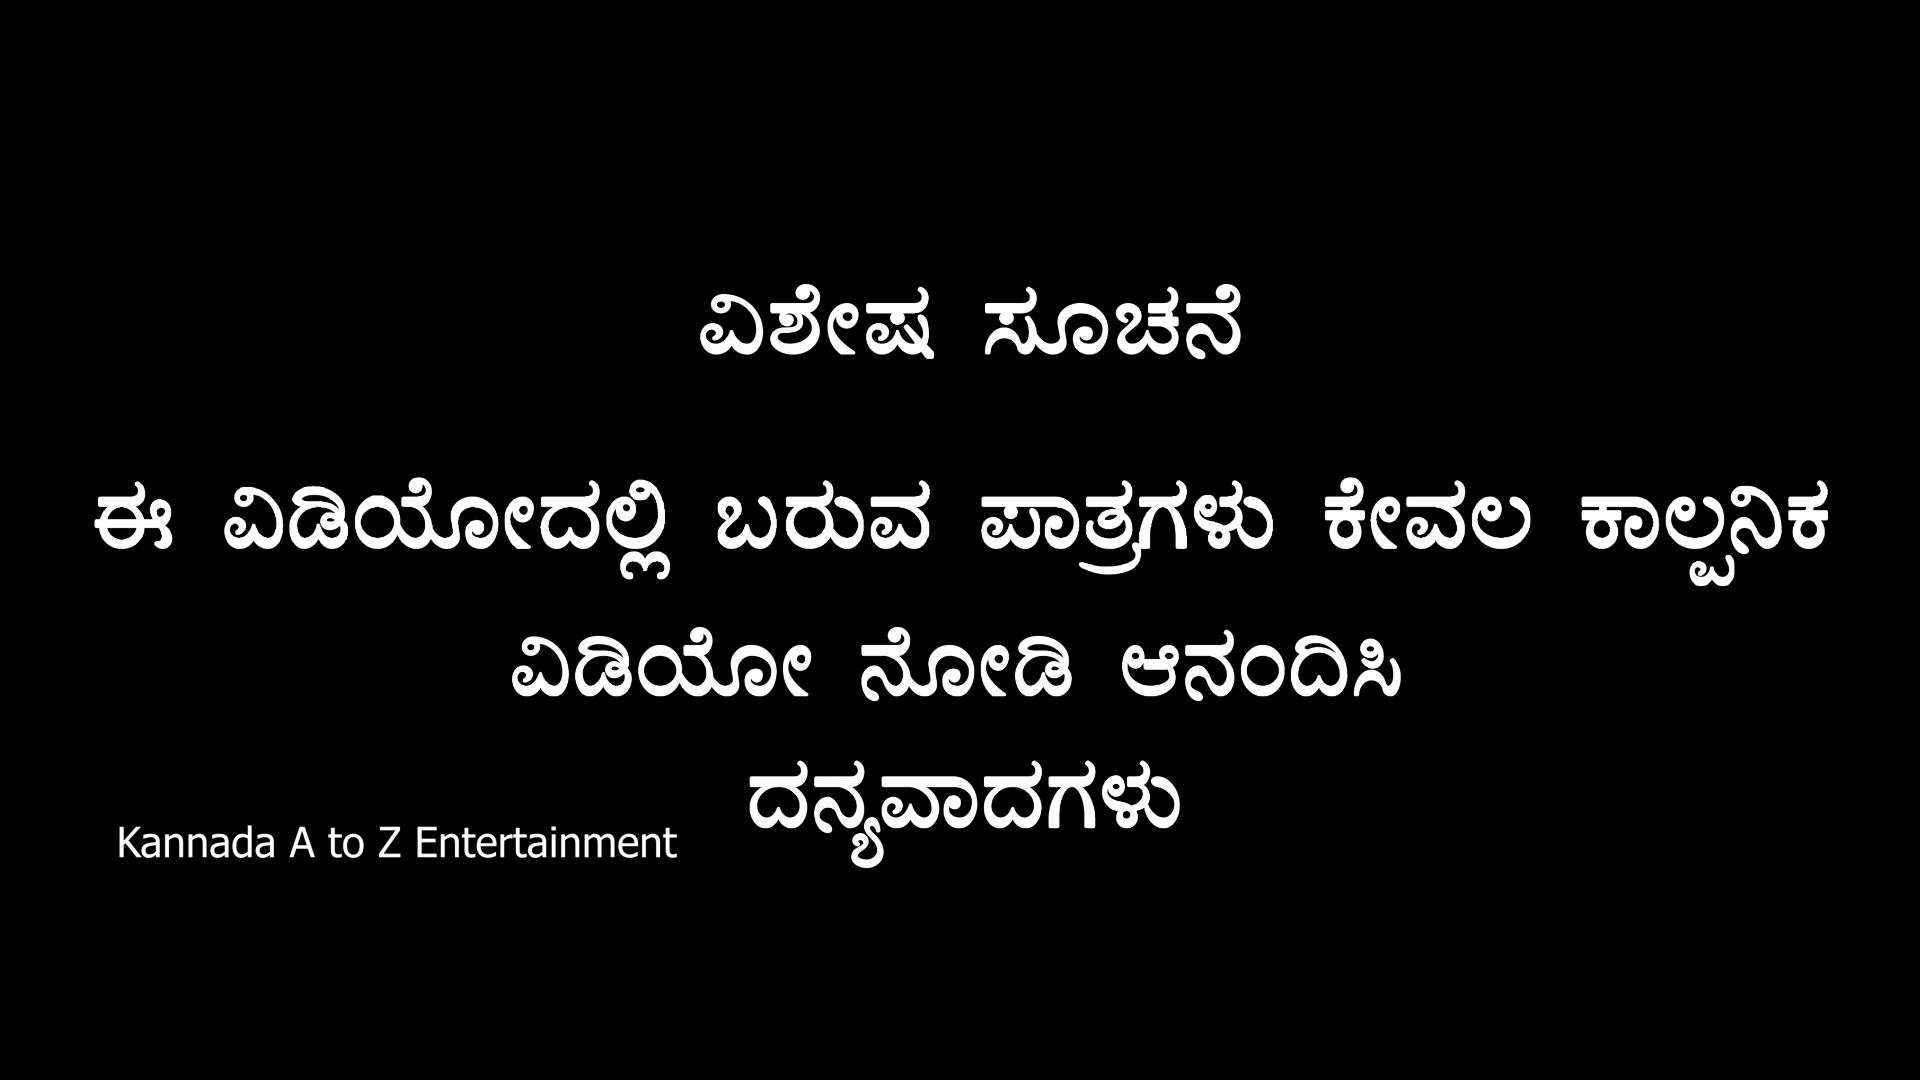 ವಿಶೇಷ ಸೂಚನೆ
ಈ ವಿಡಿಯೋದಲ್ಲಿ ಬರುವ ಪಾತ್ರಗಳು ಕೇವಲ ಕಾಲ್ಪನಿಕ
ವಿಡಿಯೋ ನೋಡಿ ಆನಂದಿಸಿ
ದನ್ಯವಾದಗಳು
Kannada A to Z Entertainment